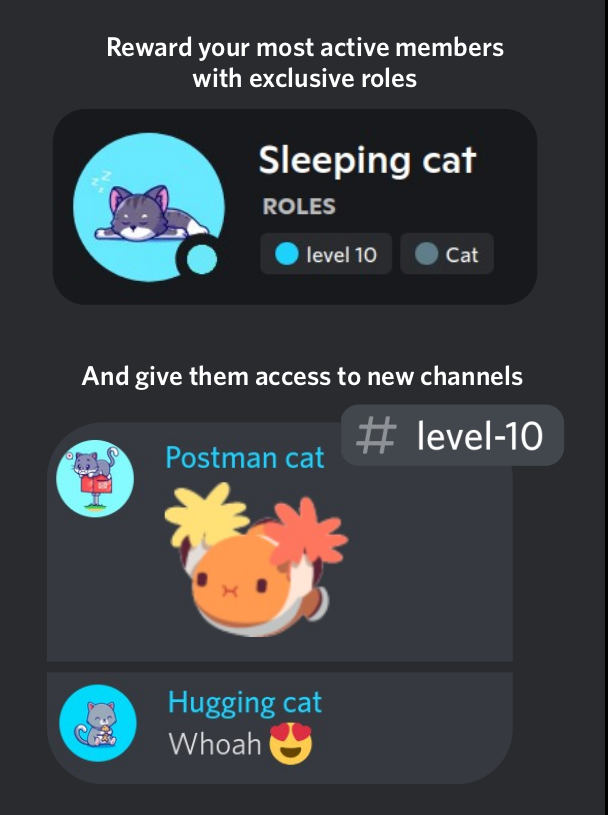 Reward your most active members
with exclusive roles
z z z
Sleeping cat
ROLES
level 10
Cat
And give them access to new channels
# level-10
Postman cat
Hugging cat
Whoah 😍